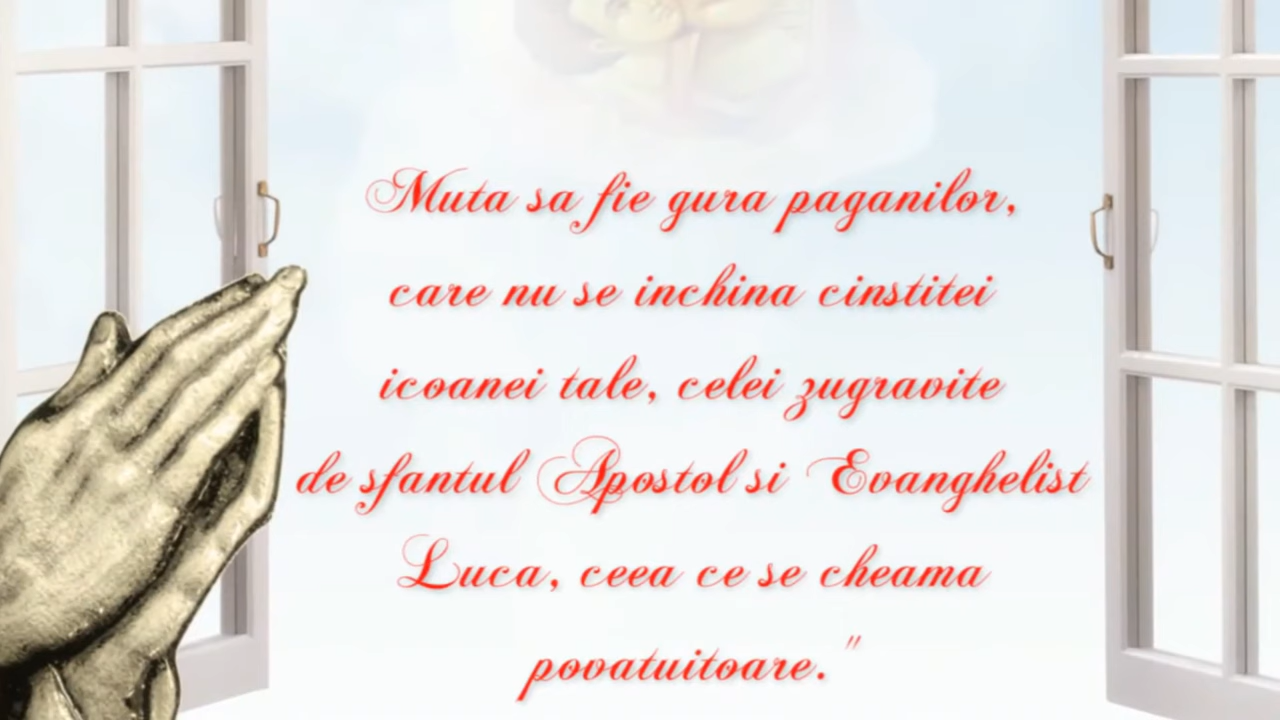 Muta sa fie gura paganilor,
care nu se inchina cinstitei
icoanei tale, celei zugravite
de sfantul Apostol si Evanghelist
Luca, ceea ce se cheama
povatuitoare."